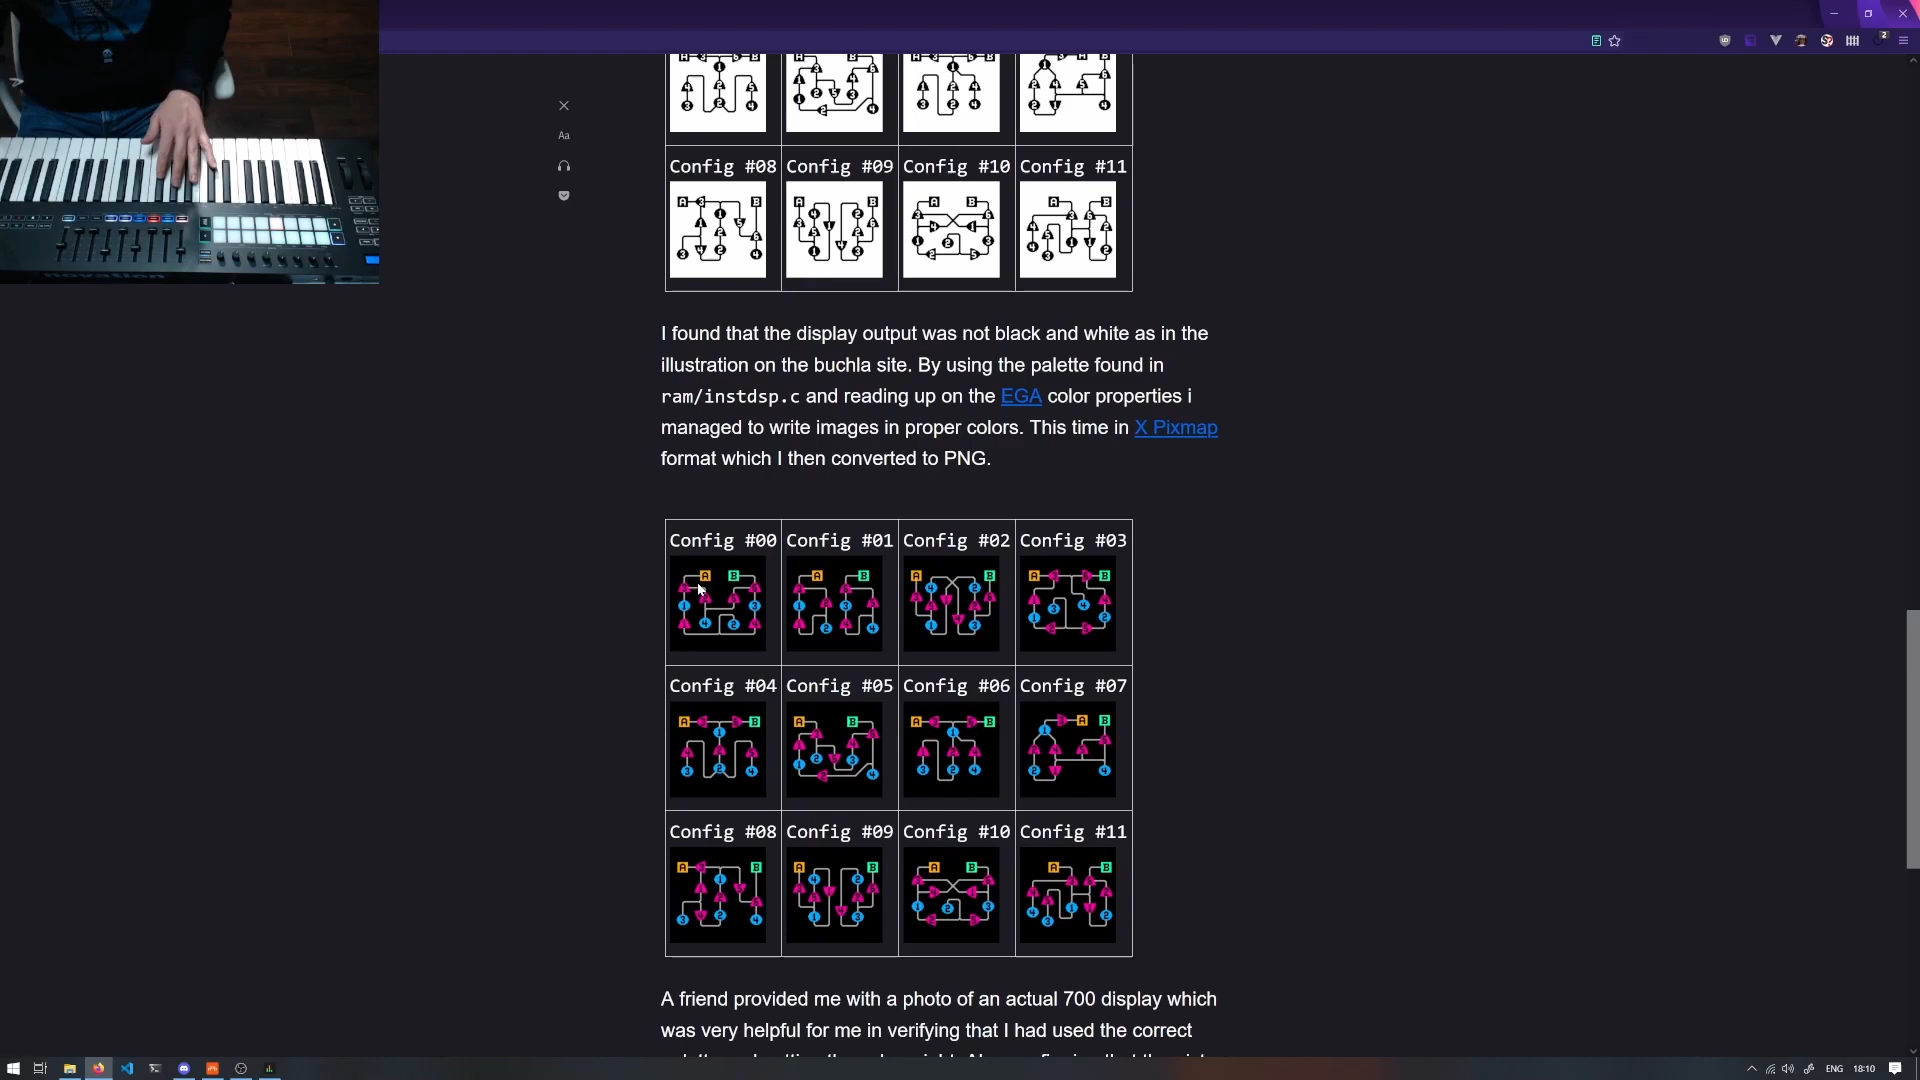 2
Aa
Config #08 Config #09 Config #10 Config #11
I found that the display output was not black and white as in the
illustration on the buchla site. By using the palette found in
ram/instdsp.c and reading up on the EGA color properties i
managed to write images in proper colors. This time in X Pixmap
format which I then converted to PNG.
Config #00 Config #01 Config #02 Config #03
Config #04 Config #05 Config #06 Config #07
Config #08 Config #09 Config #10 Config #11
A friend provided me with a photo of an actual 700 display which
was very helpful for me in verifying that I had used the correct
novation
ENG 18:10